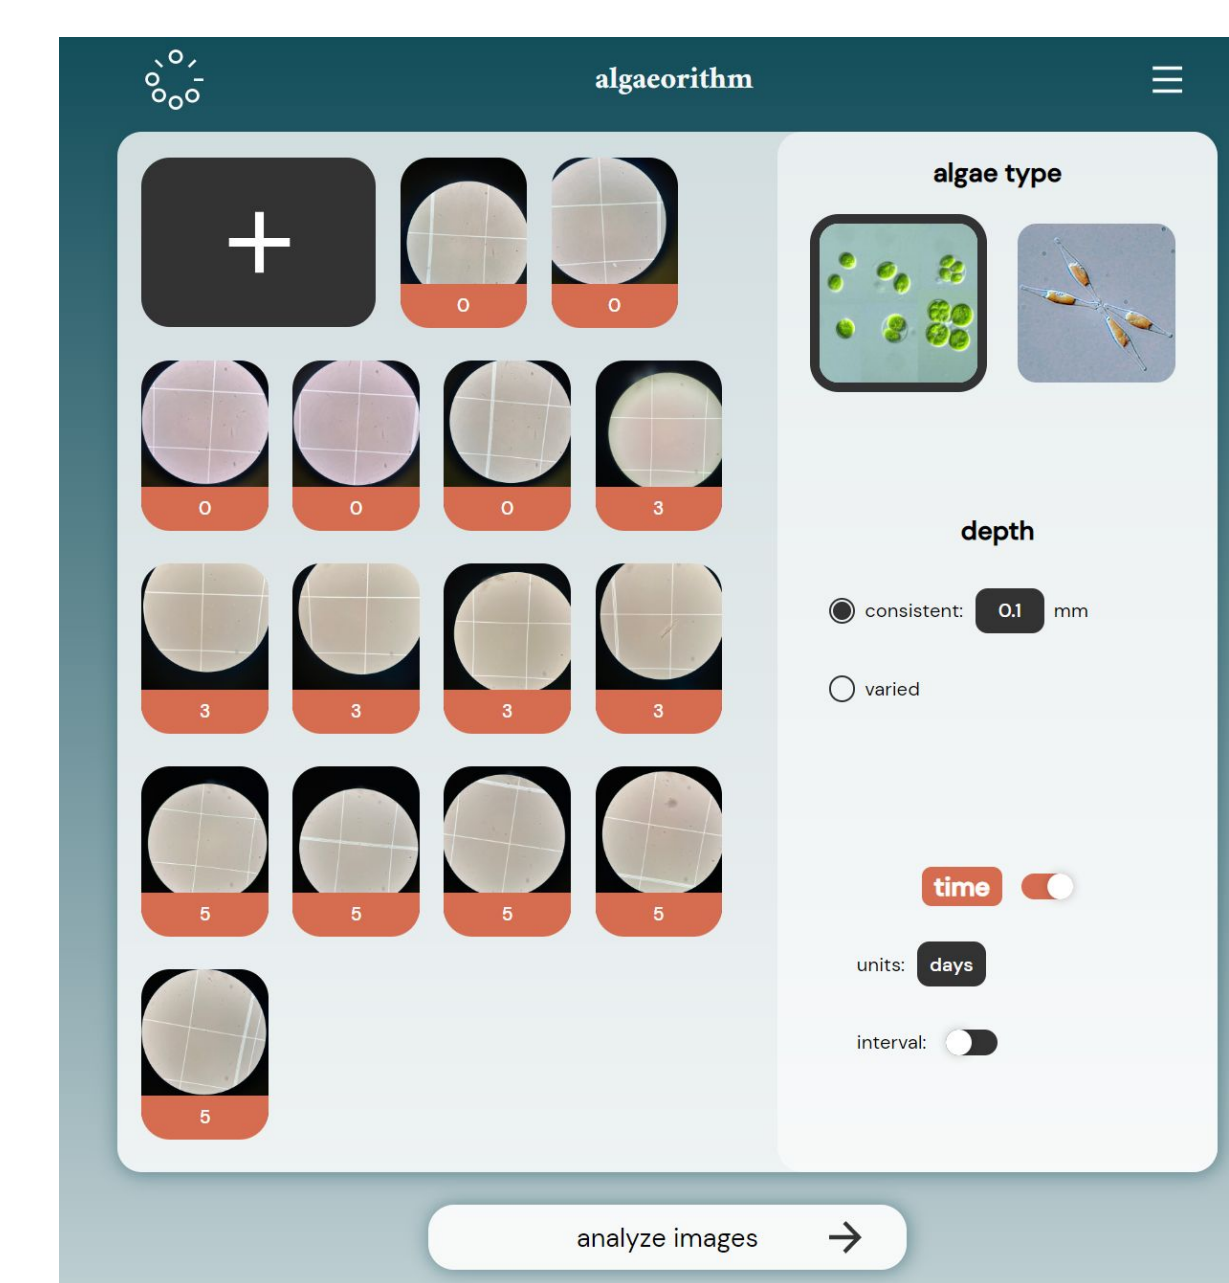 algaeorithm
0 0
0 0 0 3
3 3 3 3
5 5 5 5
5
algae type
depth
consistent: 0.1 mm
varied
time
units: days
interval:
analyze images